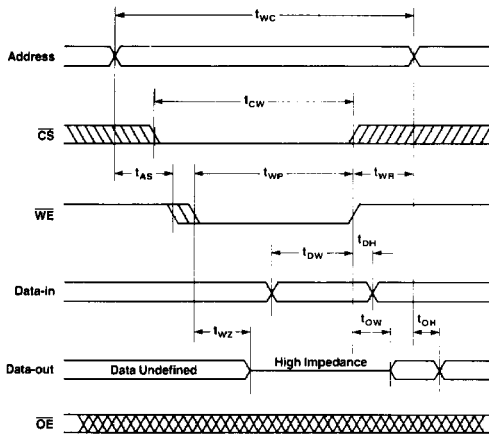 tWC
Address
tCW
CS
tAS
tWP
tWR
WE
tDW
tDH
Data-in
tWZ
tOW
tOH
Data-out
Data Undefined
High Impedance
OE